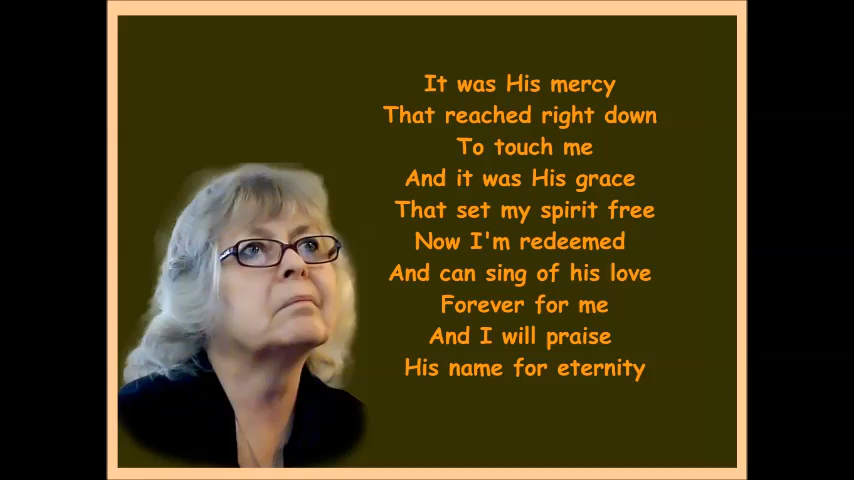 It was His mercy
That reached right down
To touch me
And it was His grace
That set my spirit free
Now I'm redeemed
And can sing of his love
Forever for me
And I will praise
His name for eternity